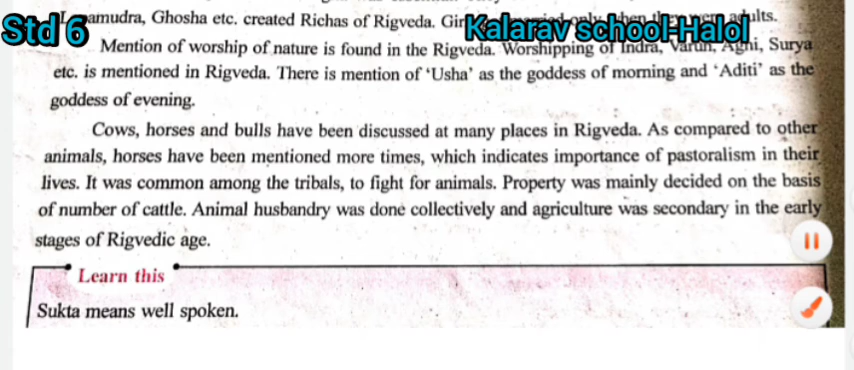 Std 6
Kalarav school-Halol
amudra, Ghosha etc. created Richas of Rigveda. adults.
Mention of worship of nature is found in the Rigveda. Worshipping of Indra, Varun, Agni, Surya
etc. is mentioned in Rigveda. There is mention of ‘Usha’ as the goddess of morning and ‘Aditi’ as the
goddess of evening.
Cows, horses and bulls have been discussed at many places in Rigveda. As compared to other
animals, horses have been mentioned more times, which indicates importance of pastoralism in their
lives. It was common among the tribals, to fight for animals. Property was mainly decided on the basis
of number of cattle. Animal husbandry was done collectively and agriculture was secondary in the early
stages of Rigvedic age.
Learn this
Sukta means well spoken.